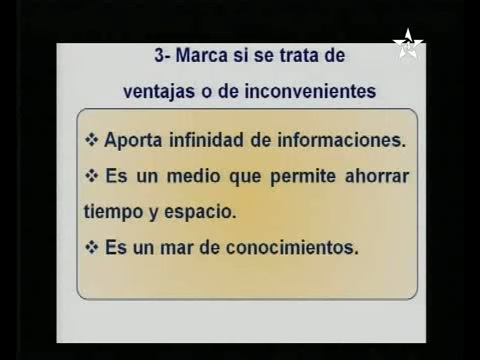 3- Marca si se trata de
ventajas o de inconvenientes
❖ Aporta infinidad de informaciones.
❖ Es un medio que permite ahorrar
tiempo y espacio.
❖ Es un mar de conocimientos.